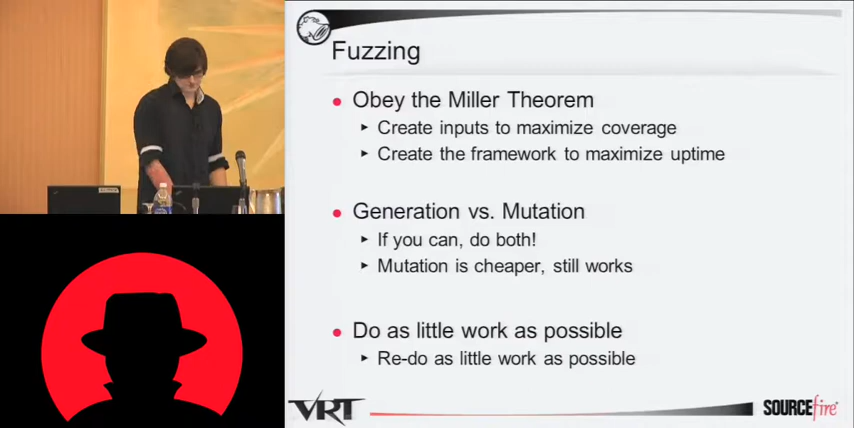 Fuzzing
Obey the Miller Theorem
Create inputs to maximize coverage
Create the framework to maximize uptime
Generation vs. Mutation
If you can, do both!
Mutation is cheaper, still works
Do as little work as possible
Re-do as little work as possible
VRT
SOURCEfire